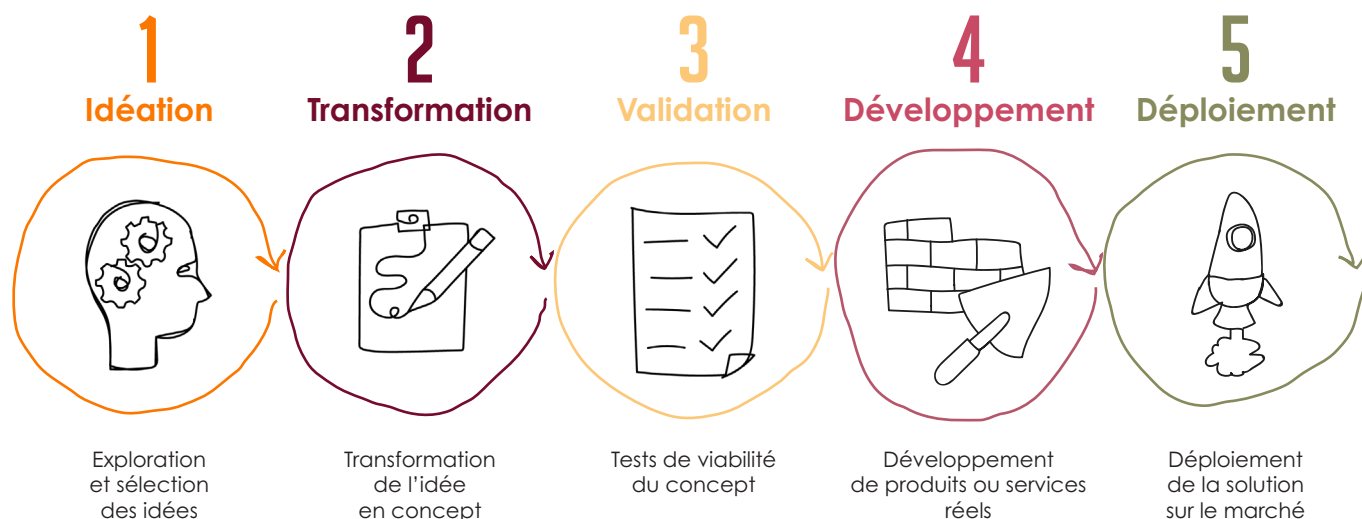 1
Idéation
Exploration
et sélection
des idées
2
Transformation
Transformation
de l'idée
en concept
3
Validation
Tests de viabilité
du concept
4
Développement
Développement
de produits ou services
réels
5
Déploiement
Déploiement
de la solution
sur le marché